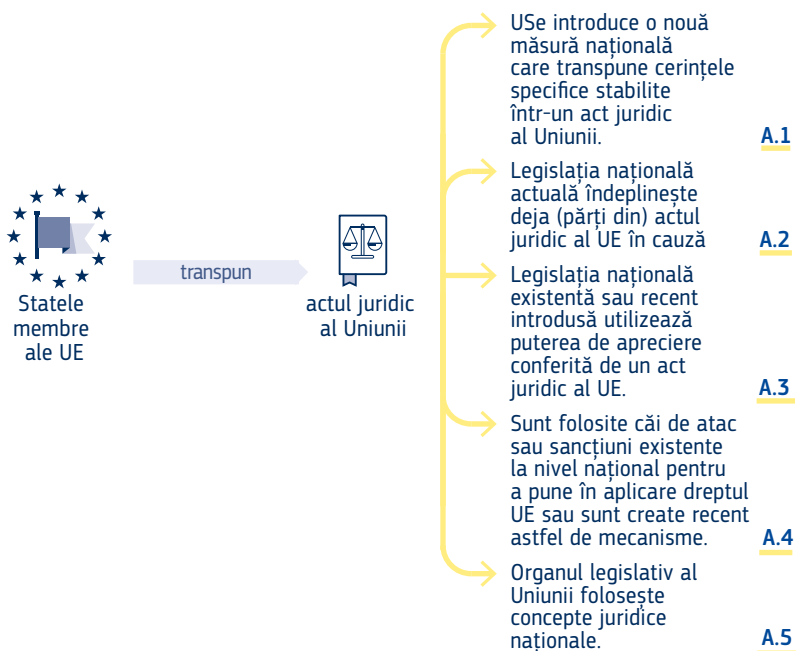 Statele
membre
ale UE
transpun
actul juridic
al Uniunii
USe introduce o nouă
măsură națională
care transpune cerințele
specifice stabilite
într-un act juridic
al Uniunii.
A.1
Legislația națională
actuală îndeplinește
deja (părți din) actul
juridic al UE în cauză
A.2
Legislația națională
existentă sau recent
introdusă utilizează
puterea de apreciere
conferită de un act
juridic al UE.
A.3
Sunt folosite căi de atac
sau sancțiuni existente
la nivel național pentru
a pune în aplicare dreptul
UE sau sunt create recent
astfel de mecanisme.
A.4
Organul legislativ al
Uniunii folosește
concepte juridice
naționale.
A.5